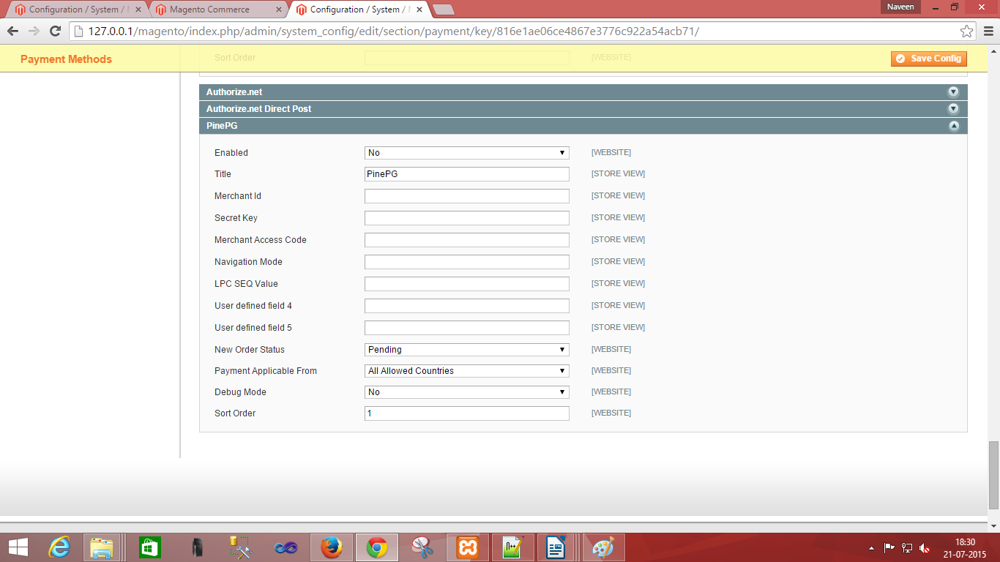 Naveen
Configuration / System /
Magento Commerce
Configuration / System /
127.0.0.1/magento/index.php/admin/system_config/edit/section/payment/key/816e1ae06ce4867e3776c922a54acb71/
Payment Methods
Sort Order [WEBSITE]
Save Config
Authorize.net
Authorize.net Direct Post
PinePG
Enabled No [WEBSITE]
Title PinePG [STORE VIEW]
Merchant Id [STORE VIEW]
Secret Key [STORE VIEW]
Merchant Access Code [STORE VIEW]
Navigation Mode [STORE VIEW]
LPC SEQ Value [STORE VIEW]
User defined field 4 [STORE VIEW]
User defined field 5 [STORE VIEW]
New Order Status Pending [WEBSITE]
Payment Applicable From All Allowed Countries [WEBSITE]
Debug Mode No [WEBSITE]
Sort Order 1 [WEBSITE]
18:30
21-07-2015